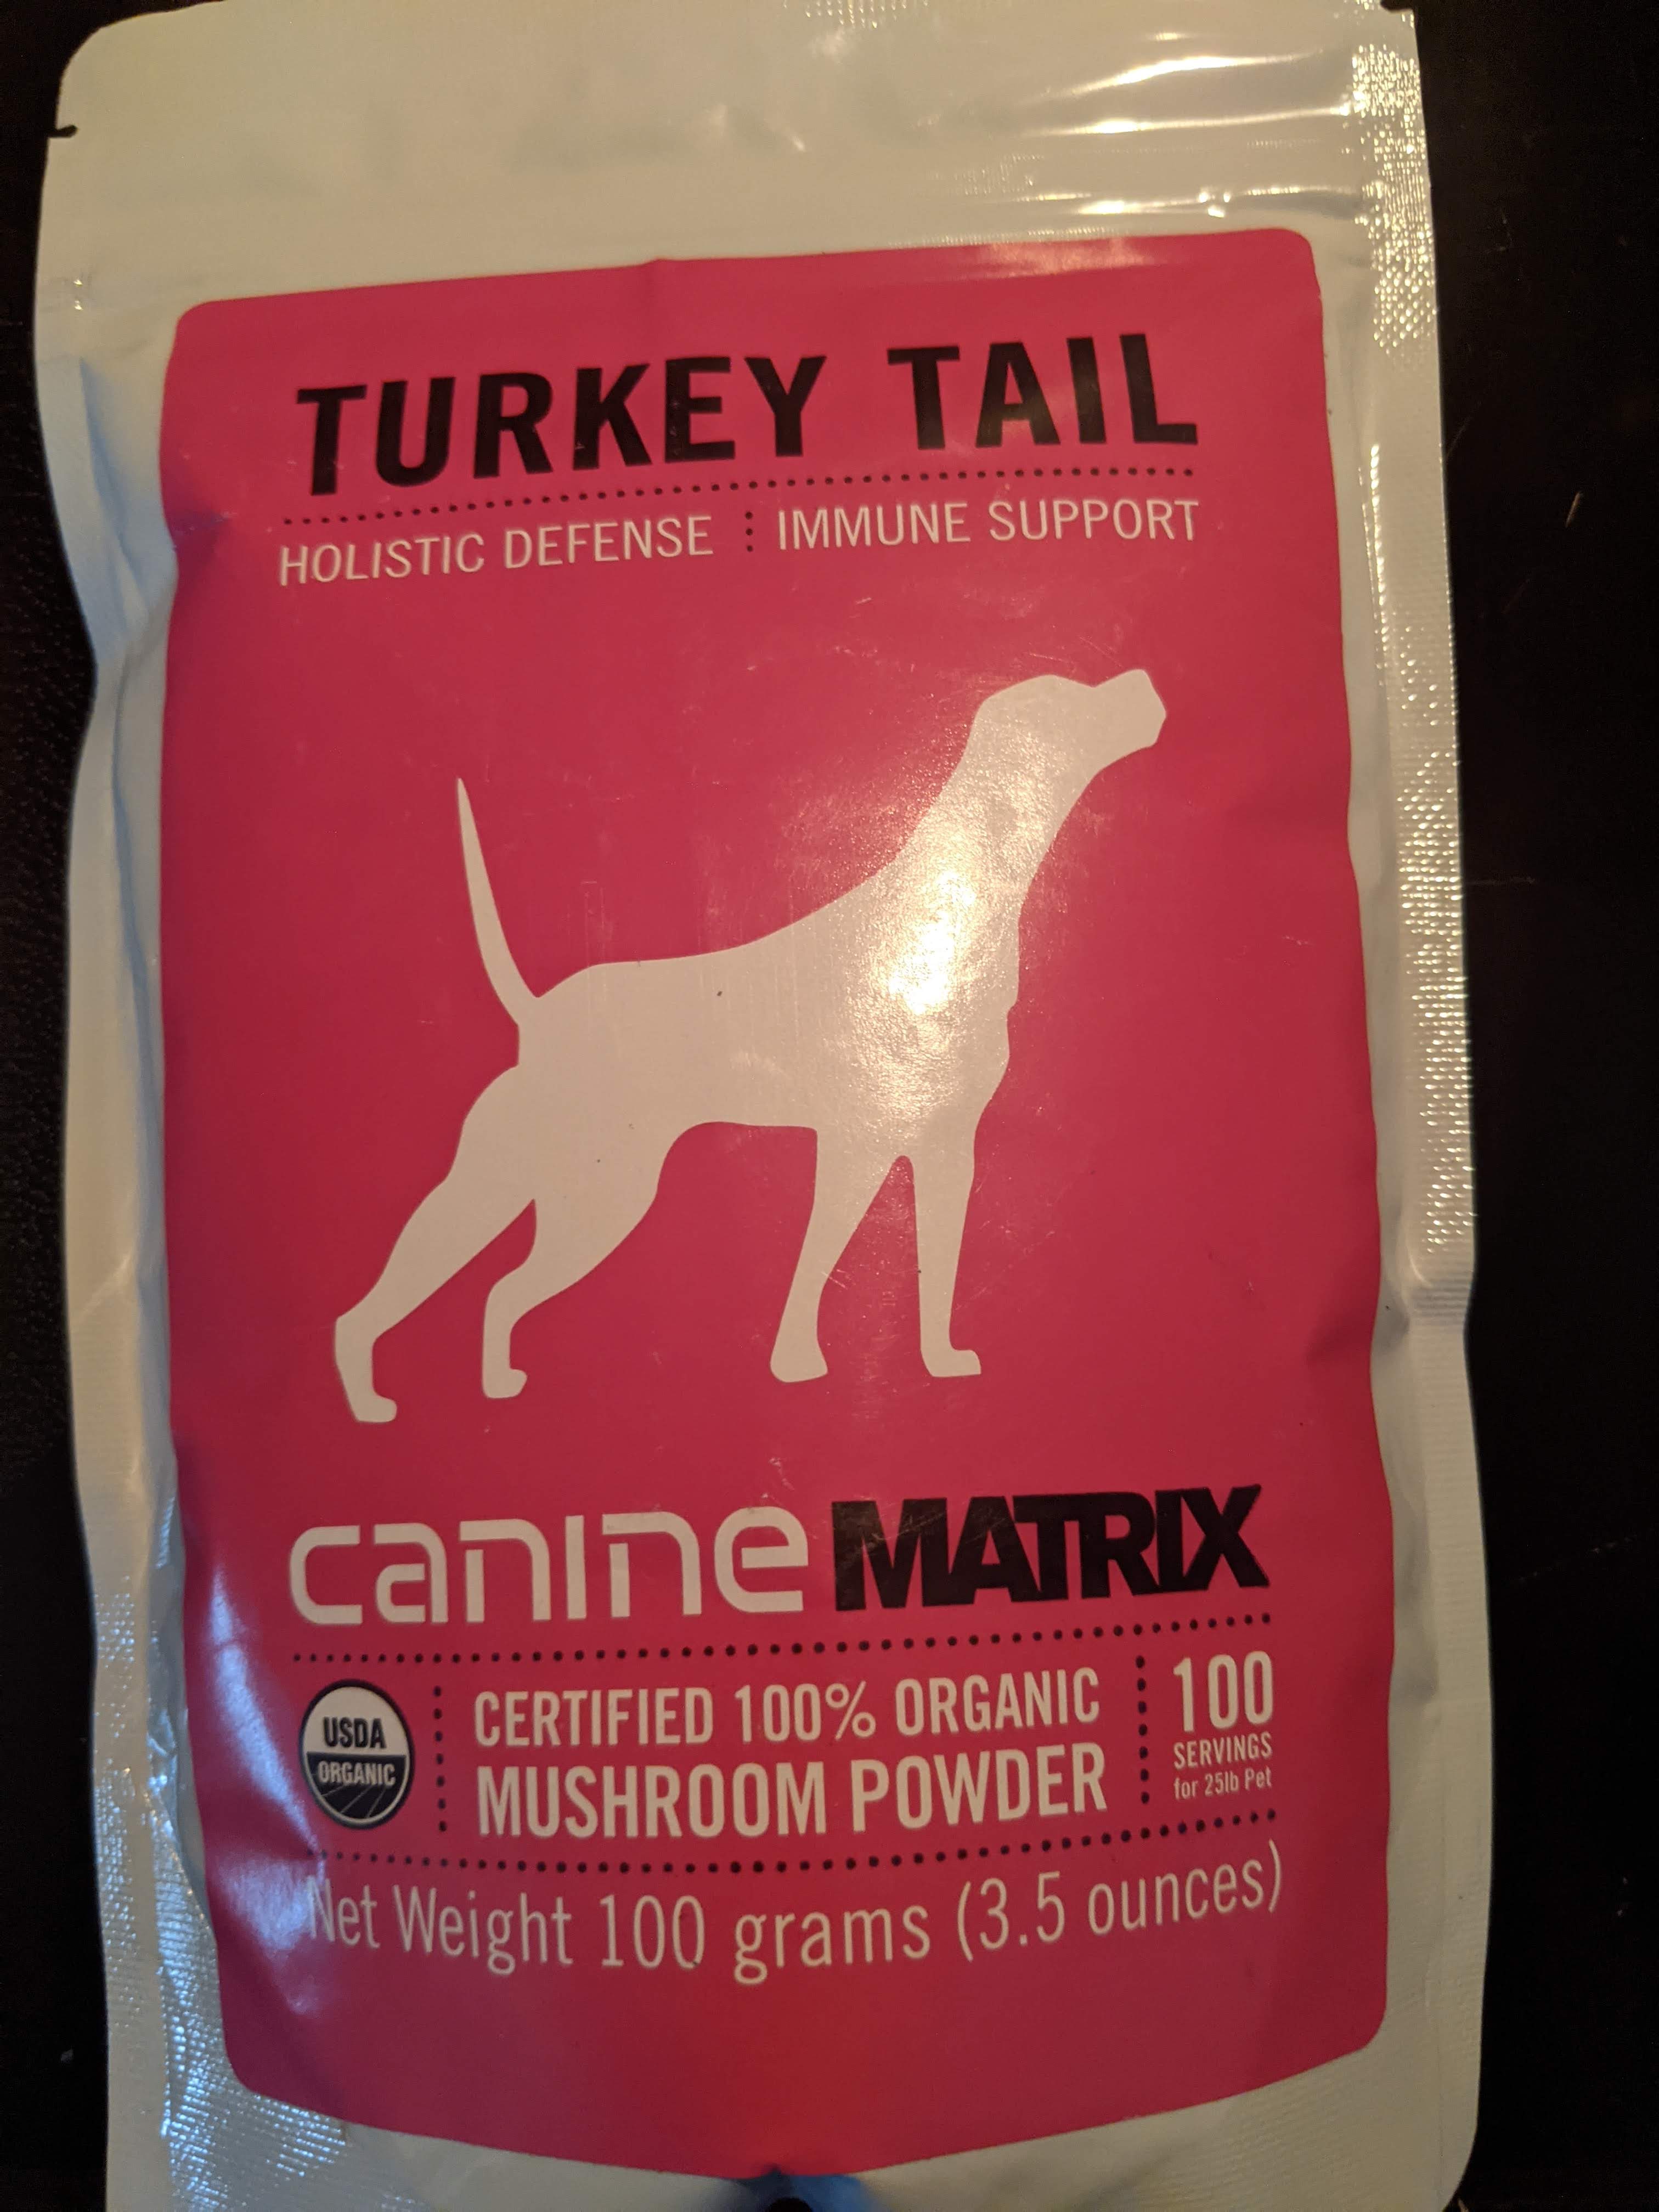 TURKEY TAIL
HOLISTIC DEFENSE IMMUNE SUPPORT
canine MATRIX
USDA
ORGANIC
CERTIFIED 100% ORGANIC
MUSHROOM POWDER
100
SERVINGS
for 25lb Pet
Net Weight 100 grams (3.5 ounces)